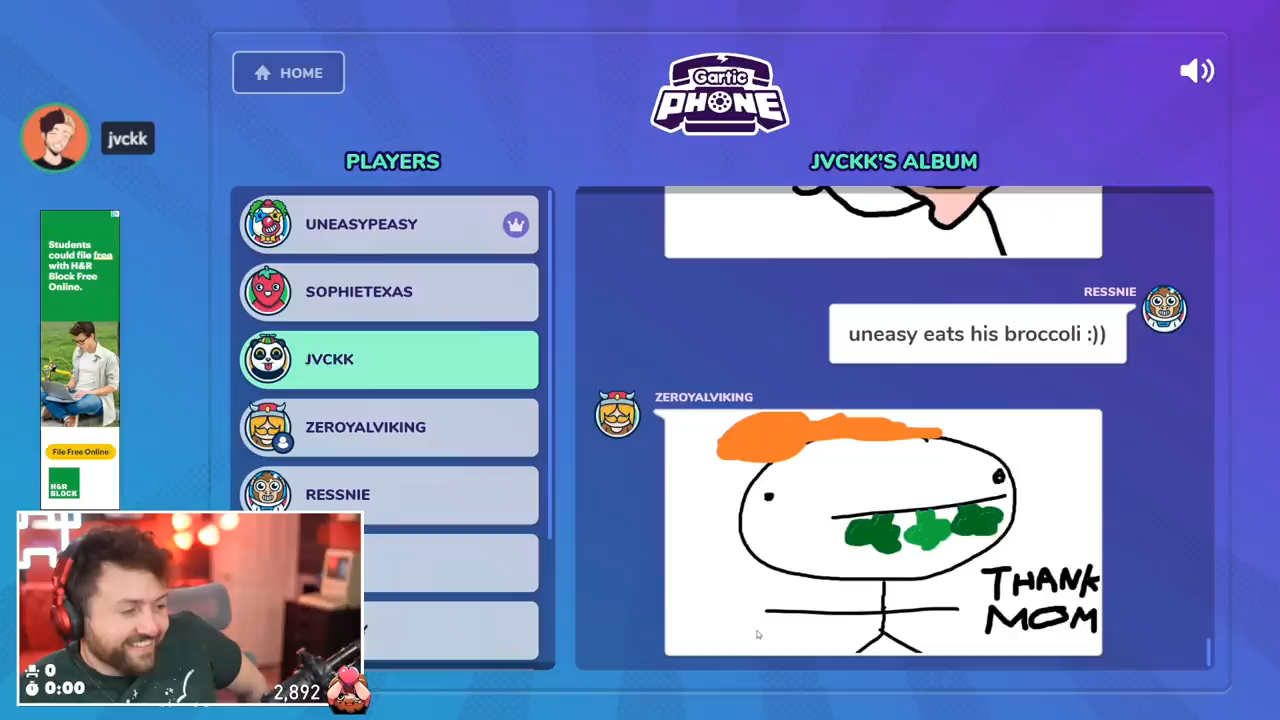 HOME
Gartic
PHONE
jvckk
PLAYERS
JVCKK'S ALBUM
UNEASYPEASY
SOPHIETEXAS
JVCKK
ZEROYALVIKING
RESSNIE
Students
could file free
with H&R
Block Free
Online.
File Free Online
H&R
BLOCK
RESSNIE
uneasy eats his broccoli :))
ZEROYALVIKING
THANK
MOM
0
0:00
2,892